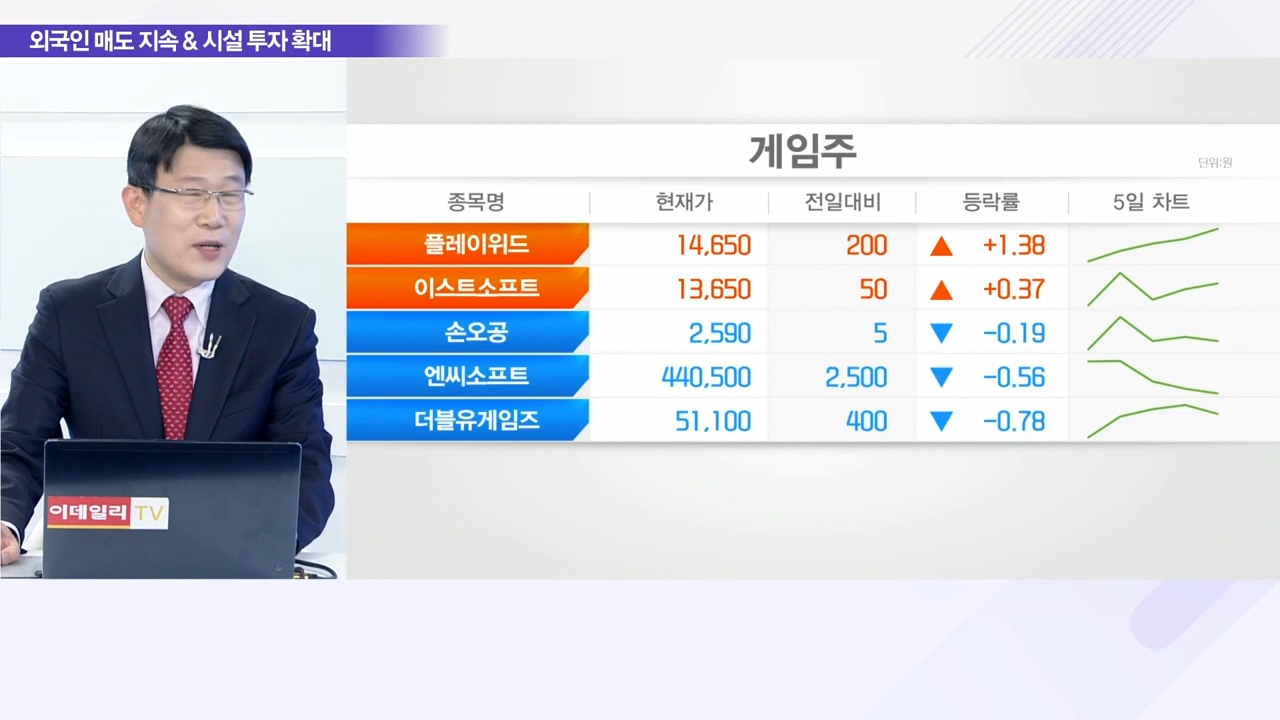 외국인 매도 지속 & 시설 투자 확대
게임주
단위:원
종목명 현재가 전일대비 등락률 5일 차트
플레이위드 14,650 200 ▲ +1.38
이스트소프트 13,650 50 ▲ +0.37
손오공 2,590 5 ▼ -0.19
엔씨소프트 440,500 2,500 ▼ -0.56
더블유게임즈 51,100 400 ▼ -0.78
이데일리 TV